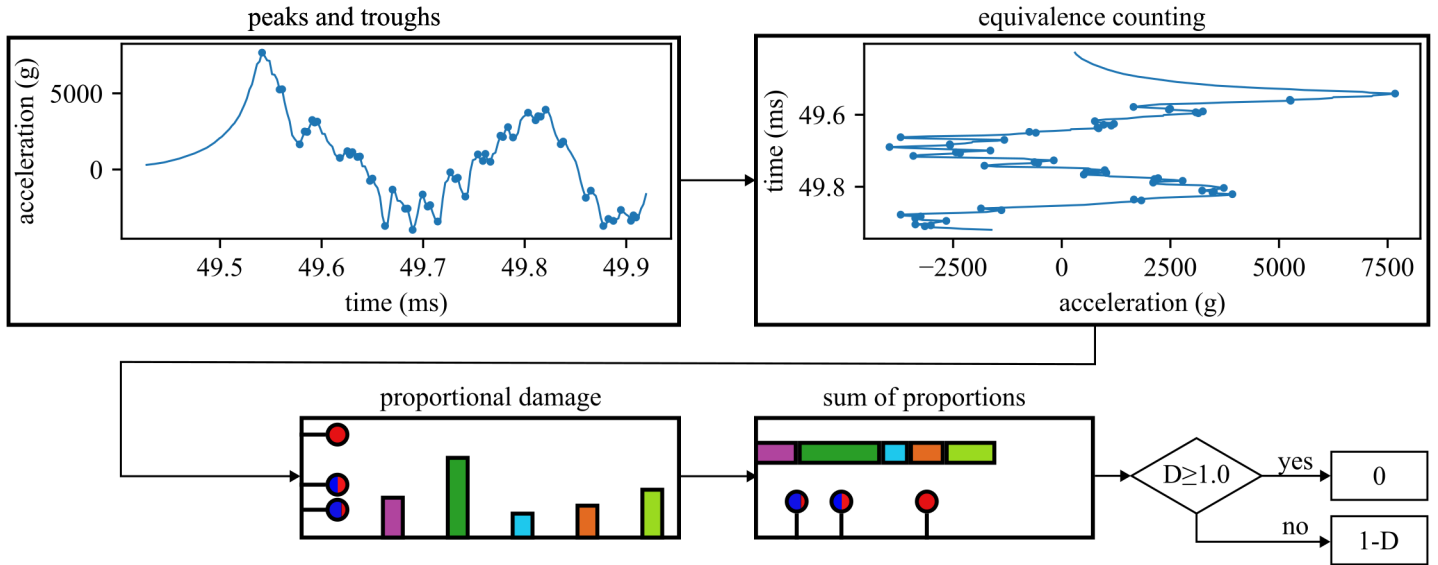 peaks and troughs
equivalence counting
acceleration (g)
5000
0
49.5 49.6 49.7 49.8 49.9
time (ms)
time (ms)
49.6
49.8
−2500 0 2500 5000 7500
acceleration (g)
proportional damage
sum of proportions
D≥1.0
yes
0
no
1-D